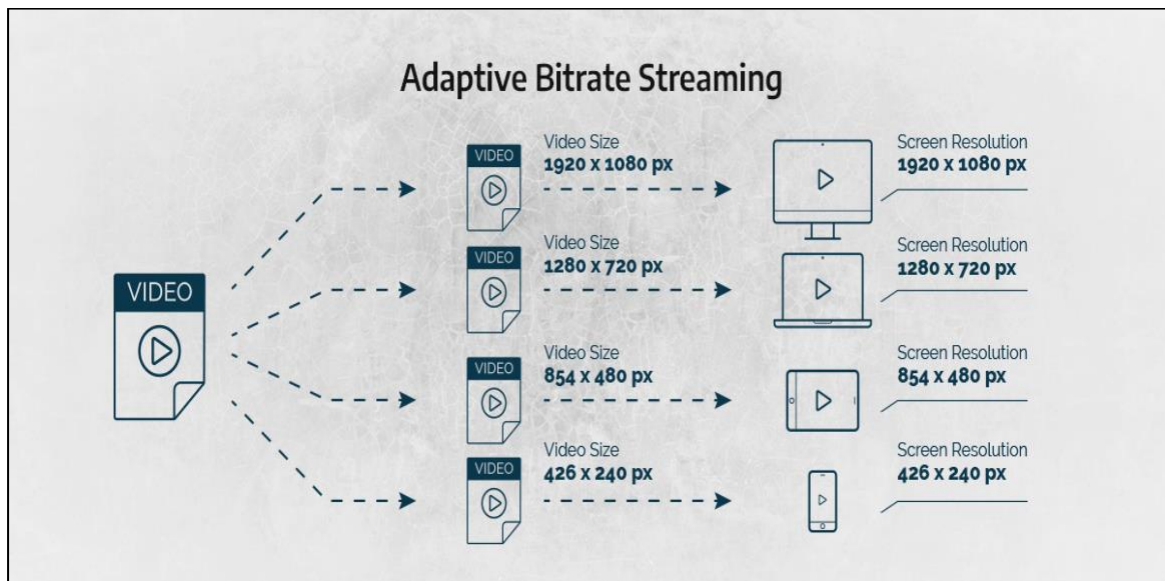 Adaptive Bitrate Streaming
VIDEO
VIDEO
Video Size
1920 x 1080 px
Screen Resolution
1920 x 1080 px
VIDEO
Video Size
1280 x 720 px
Screen Resolution
1280 x 720 px
VIDEO
Video Size
854 x 480 px
Screen Resolution
854 x 480 px
VIDEO
Video Size
426 x 240 px
Screen Resolution
426 x 240 px